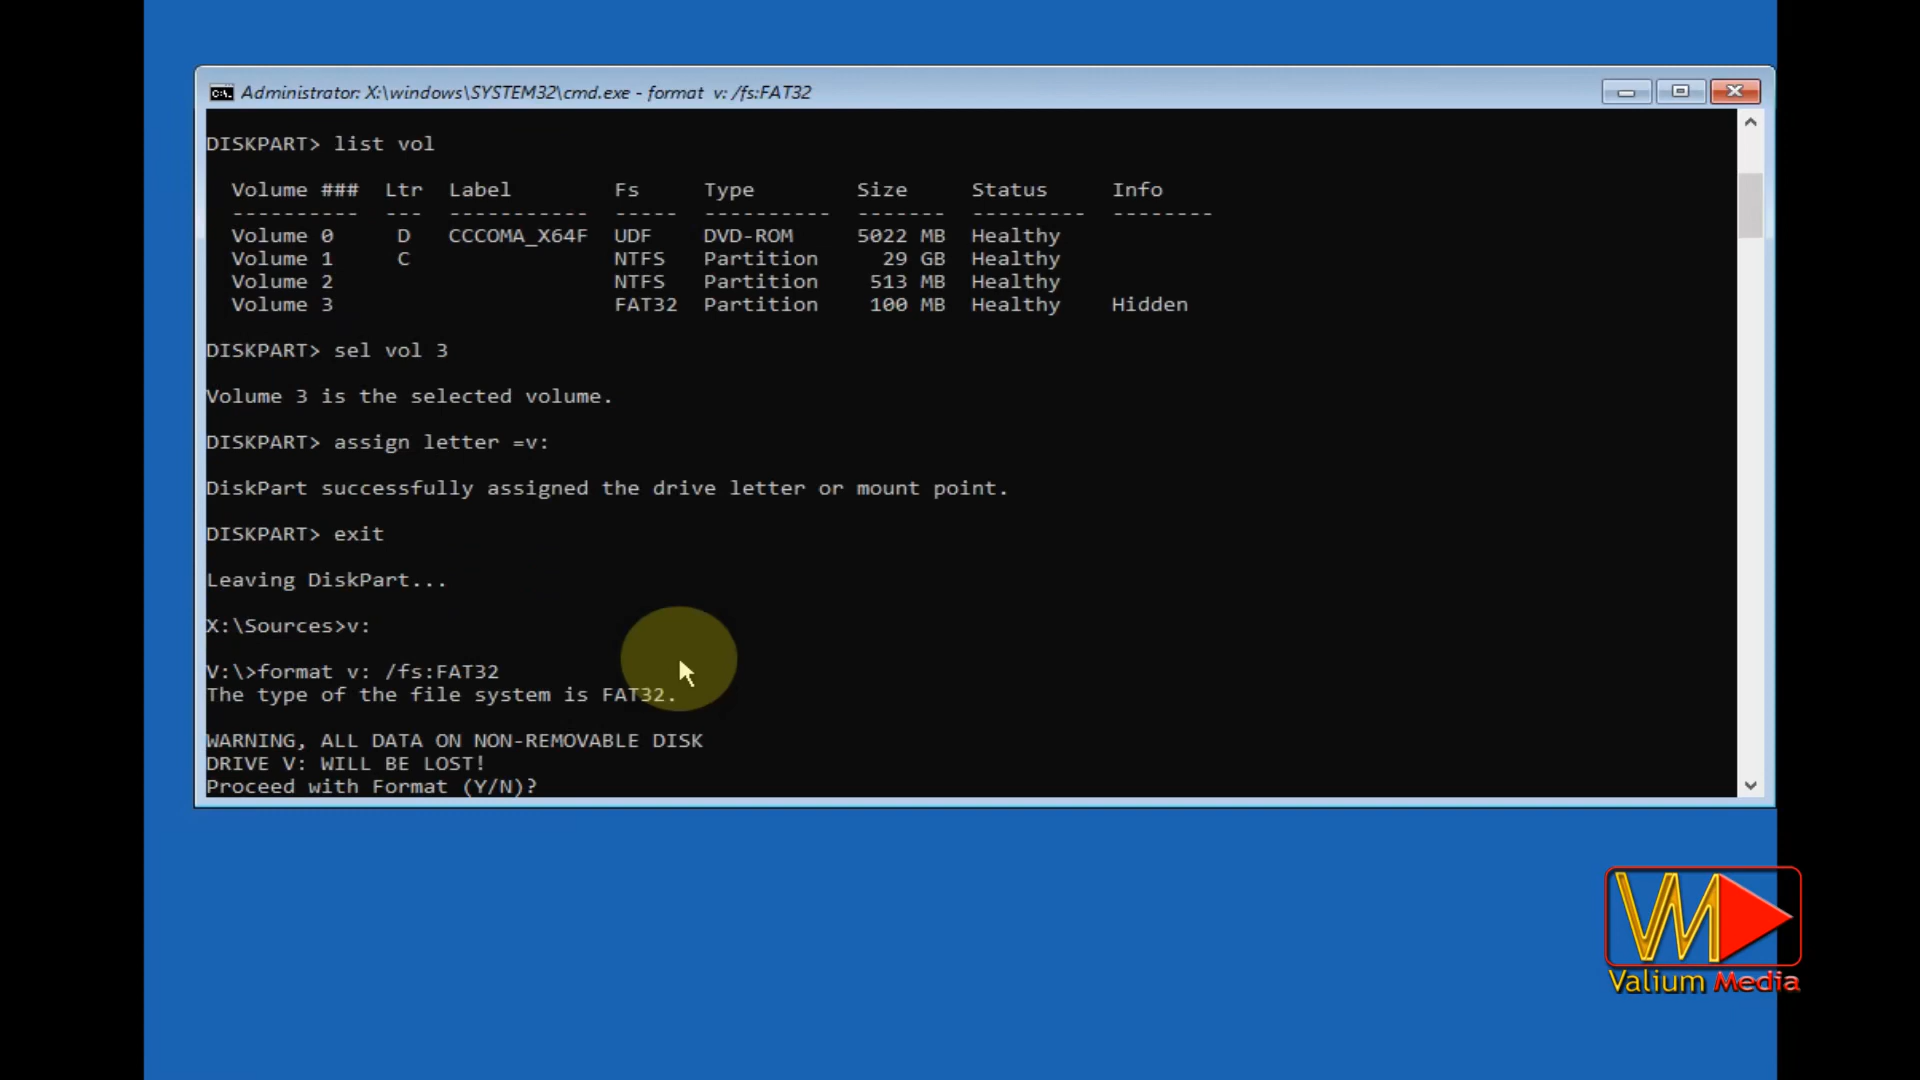 Administrator: X:\windows\SYSTEM32\cmd.exe - format  v: /fs:FAT32
DISKPART> list vol
  Volume ###  Ltr  Label        Fs     Type        Size     Status     Info
  ----------  ---  -----------  -----  ----------  -------  ---------  --------
  Volume 0     D   CCCOMA_X64F  UDF    DVD-ROM     5022 MB  Healthy
  Volume 1     C                NTFS   Partition     29 GB  Healthy
  Volume 2                      NTFS   Partition    513 MB  Healthy
  Volume 3                      FAT32  Partition    100 MB  Healthy    Hidden
DISKPART> sel vol 3
Volume 3 is the selected volume.
DISKPART> assign letter =v:
DiskPart successfully assigned the drive letter or mount point.
DISKPART> exit
Leaving DiskPart...
X:\Sources>v:
V:\>format v: /fs:FAT32
The type of the file system is FAT32.
WARNING, ALL DATA ON NON-REMOVABLE DISK
DRIVE V: WILL BE LOST!
Proceed with Format (Y/N)?
VM
Valium Media